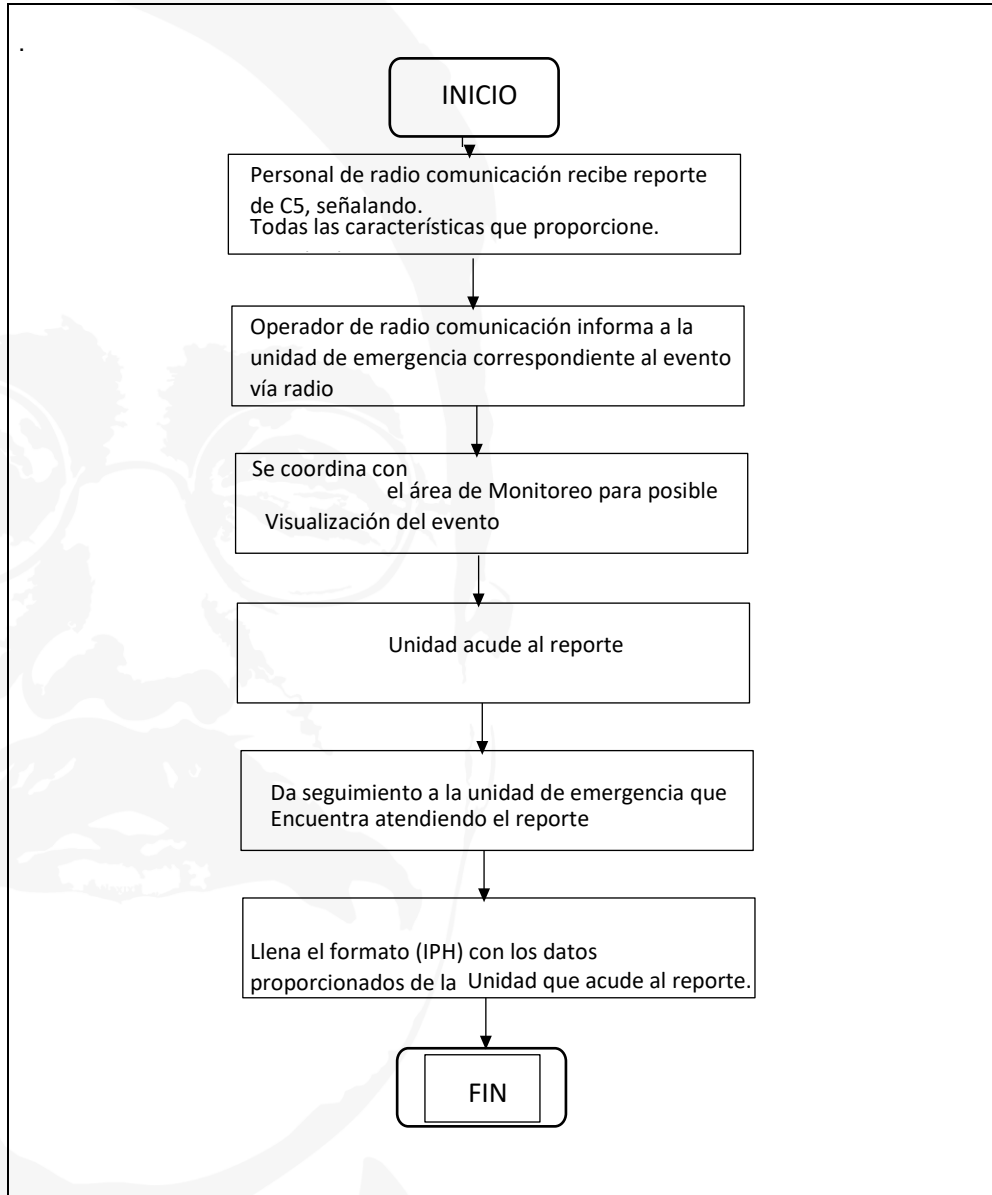 .
INICIO
Personal de radio comunicación recibe reporte
de C5, señalando.
Todas las características que proporcione.
Operador de radio comunicación informa a la
unidad de emergencia correspondiente al evento
vía radio
Se coordina con
el área de Monitoreo para posible
Visualización del evento
Unidad acude al reporte
Da seguimiento a la unidad de emergencia que
Encuentra atendiendo el reporte
Llena el formato (IPH) con los datos
proporcionados de la Unidad que acude al reporte.
FIN